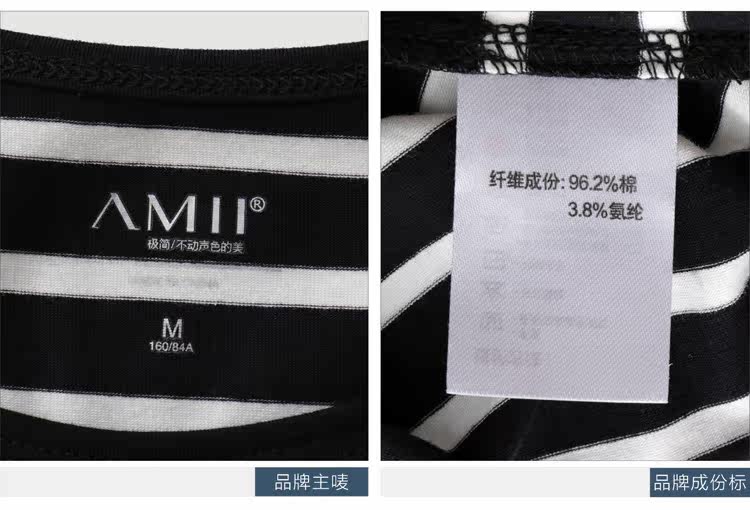 AMII®
极简/不动声色的美
M
160/84A
品牌主唛
纤维成份: 96.2%棉
3.8%氨纶
品牌成份标